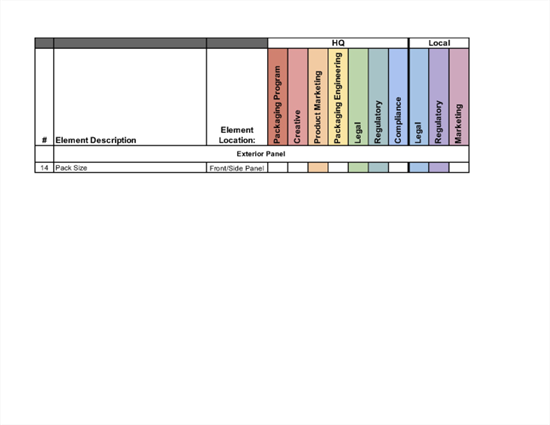 HQ Local
# Element Description Element Location: Packaging Program Creative Product Marketing Packaging Engineering Legal Regulatory Compliance Legal Regulatory Marketing
Exterior Panel
14 Pack Size Front/Side Panel